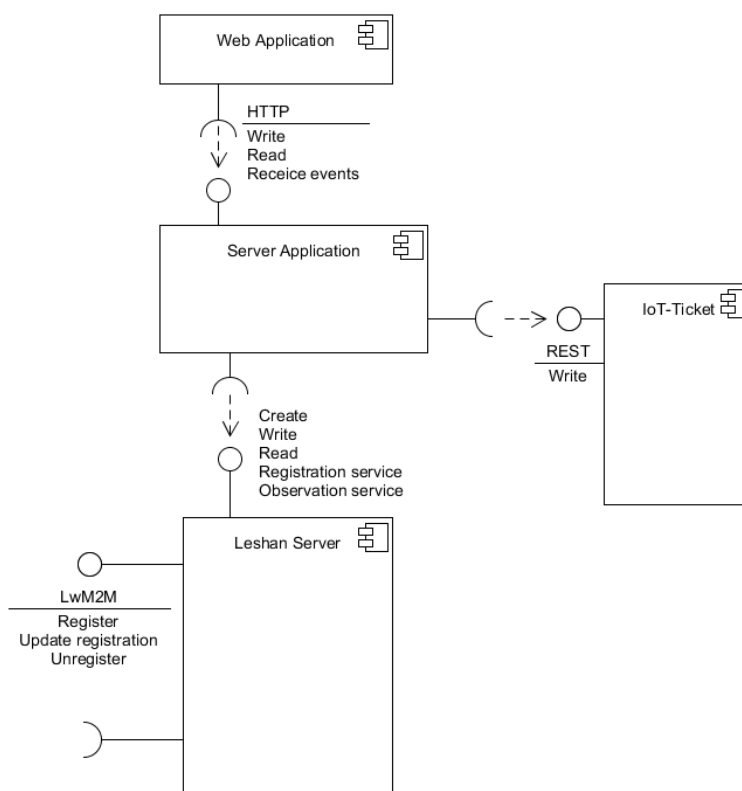 Web Application
HTTP
Write
Read
Receice events
Server Application
IoT-Ticket
REST
Write
Create
Write
Read
Registration service
Observation service
Leshan Server
LwM2M
Register
Update registration
Unregister